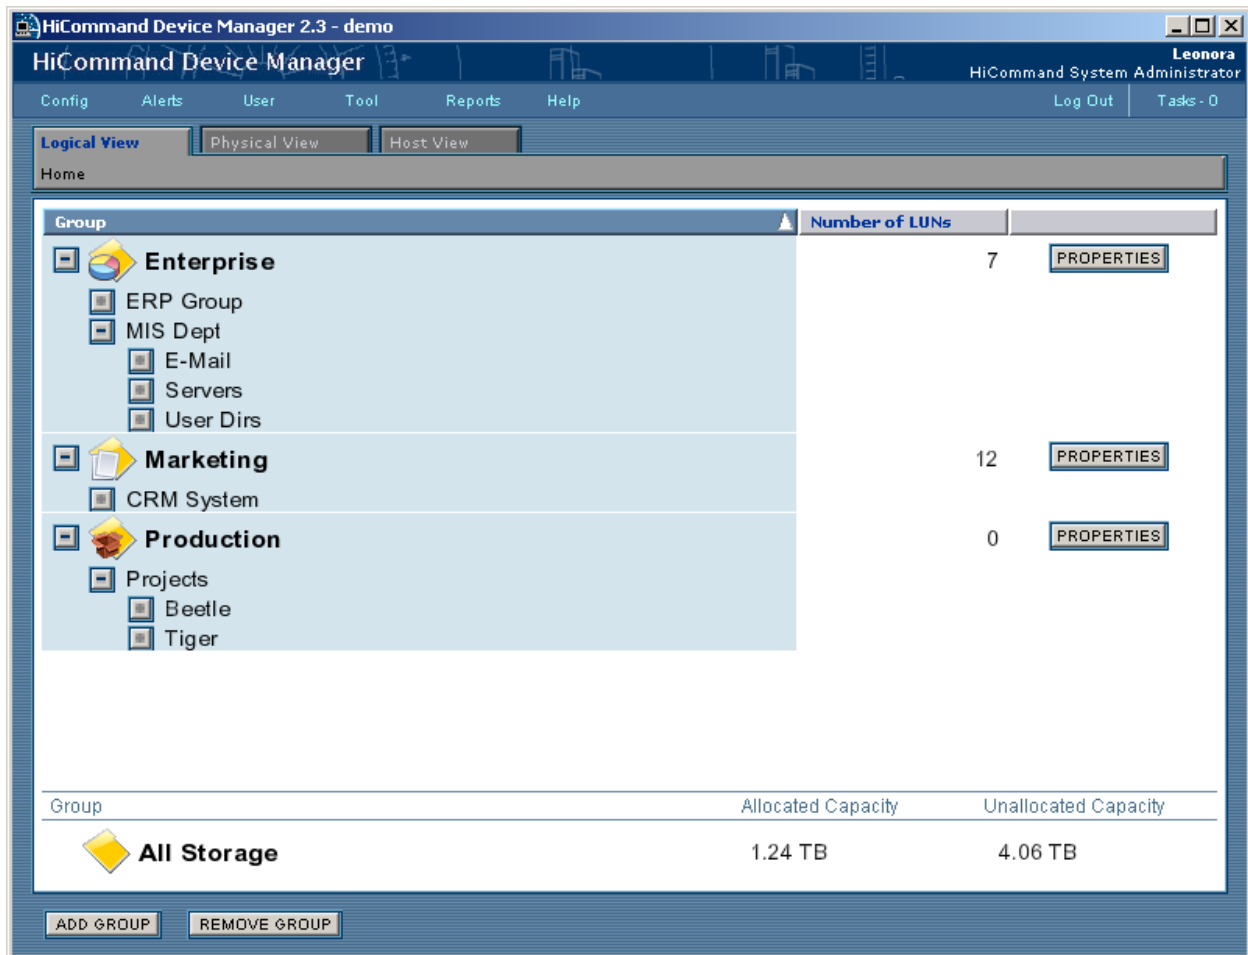 HiCommand Device Manager 2.3 - demo
HiCommand Device Manager
Leonora
HiCommand System Administrator
Config Alerts User Tool Reports Help Log Out Tasks - 0
Logical View Physical View Host View
Home
Group Number of LUNs
Enterprise 7 PROPERTIES
ERP Group
MIS Dept
E-Mail
Servers
User Dirs
Marketing 12 PROPERTIES
CRM System
Production 0 PROPERTIES
Projects
Beetle
Tiger
Group Allocated Capacity Unallocated Capacity
All Storage 1.24 TB 4.06 TB
ADD GROUP REMOVE GROUP